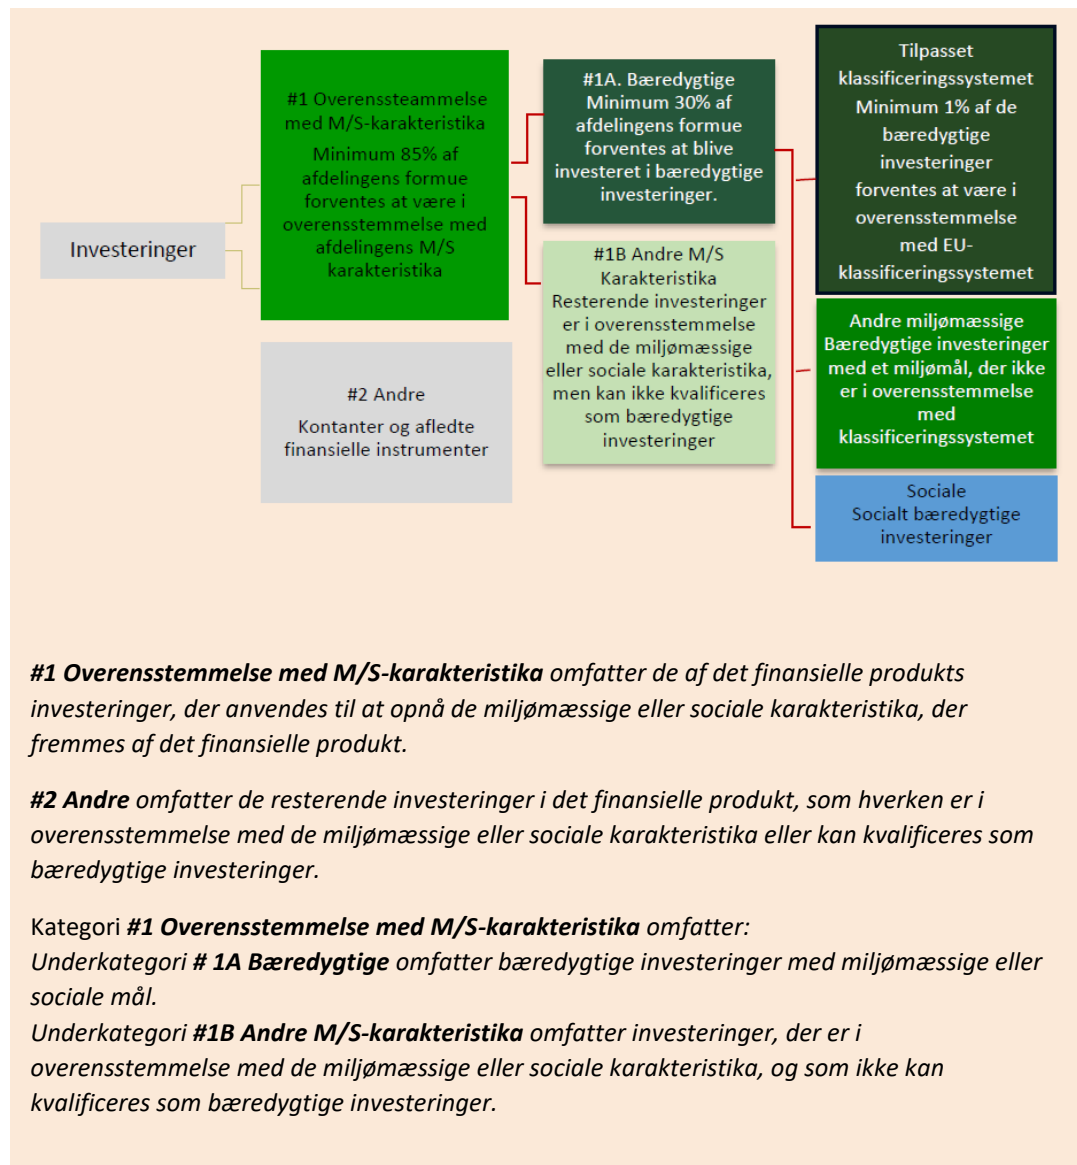 Investeringer
#1 Overenssteammelse
med M/S-karakteristika
Minimum 85% af
afdelingens formue
forventes at være i
overensstemmelse med
afdelingens M/S
karakteristika
#2 Andre
Kontanter og afledte
finansielle instrumenter
#1A. Bæredygtige
Minimum 30% af
afdelingens formue
forventes at blive
investeret i bæredygtige
investeringer.
#1B Andre M/S
Karakteristika
Resterende investeringer
er i overensstemmelse
med de miljømæssige
eller sociale karakteristika,
men kan ikke kvalificeres
som bæredygtige
investeringer
Tilpasset
klassificeringssystemet
Minimum 1% af de
bæredygtige
investeringer
forventes at være i
overensstemmelse
med EU-
klassificeringssystemet
Andre miljømæssige
Bæredygtige investeringer
med et miljømål, der ikke
er i overensstemmelse
med
klassificeringssystemet
Sociale
Socialt bæredygtige
investeringer
#1 Overensstemmelse med M/S-karakteristika omfatter de af det finansielle produkts
investeringer, der anvendes til at opnå de miljømæssige eller sociale karakteristika, der
fremmes af det finansielle produkt.
#2 Andre omfatter de resterende investeringer i det finansielle produkt, som hverken er i
overensstemmelse med de miljømæssige eller sociale karakteristika eller kan kvalificeres som
bæredygtige investeringer.
Kategori #1 Overensstemmelse med M/S-karakteristika omfatter:
Underkategori # 1A Bæredygtige omfatter bæredygtige investeringer med miljømæssige eller
sociale mål.
Underkategori #1B Andre M/S-karakteristika omfatter investeringer, der er i
overensstemmelse med de miljømæssige eller sociale karakteristika, og som ikke kan
kvalificeres som bæredygtige investeringer.